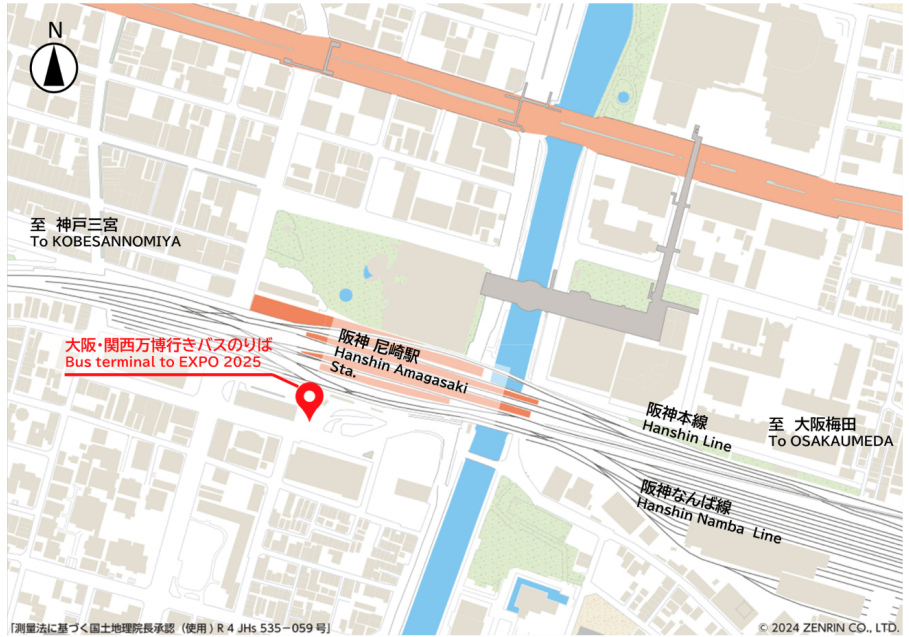 N
至 神戸三宮
To KOBESANNOMIYA
大阪・関西万博行きバスのりば
Bus terminal to EXPO 2025
阪神 尼崎駅
Hanshin Amagasaki
Sta.
阪神本線
Hanshin Line
至 大阪梅田
To OSAKAUMEDA
阪神なんば線
Hanshin Namba Line
「測量法に基づく国土地理院長承認（使用）R 4 JHs 535－059 号」
© 2024 ZENRIN CO., LTD.